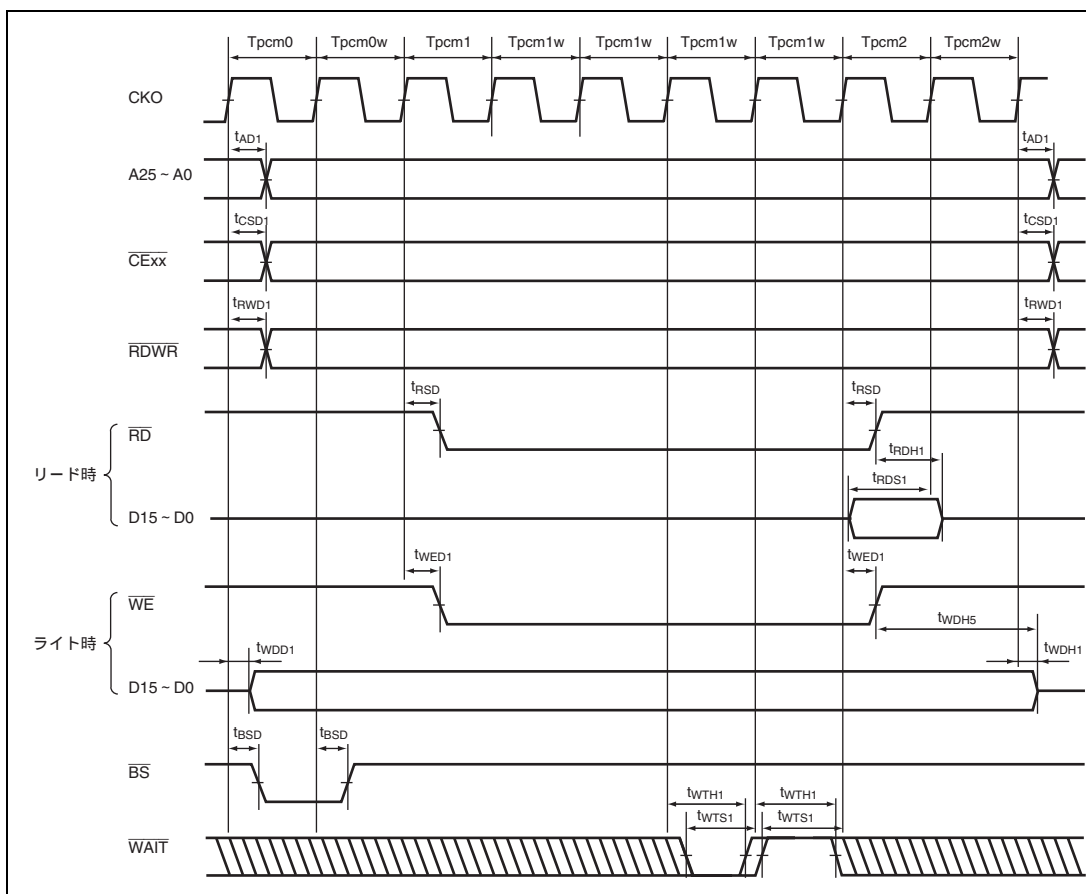 Tpcm0 Tpcm0w Tpcm1 Tpcm1w Tpcm1w Tpcm1w Tpcm1w Tpcm2 Tpcm2w
CKO
tAD1 tAD1
A25 ~ A0
tCSD1 tCSD1
CExx
tRWD1 tRWD1
RDWR
tRSD tRSD
RD
tRDH1
リード時
tRDS1
D15 ~ D0
tWED1 tWED1
WE
tWDH5
ライト時
tWDD1 tWDH1
D15 ~ D0
tBSD tBSD
BS
tWTH1 tWTH1
tWTS1 tWTS1
WAIT